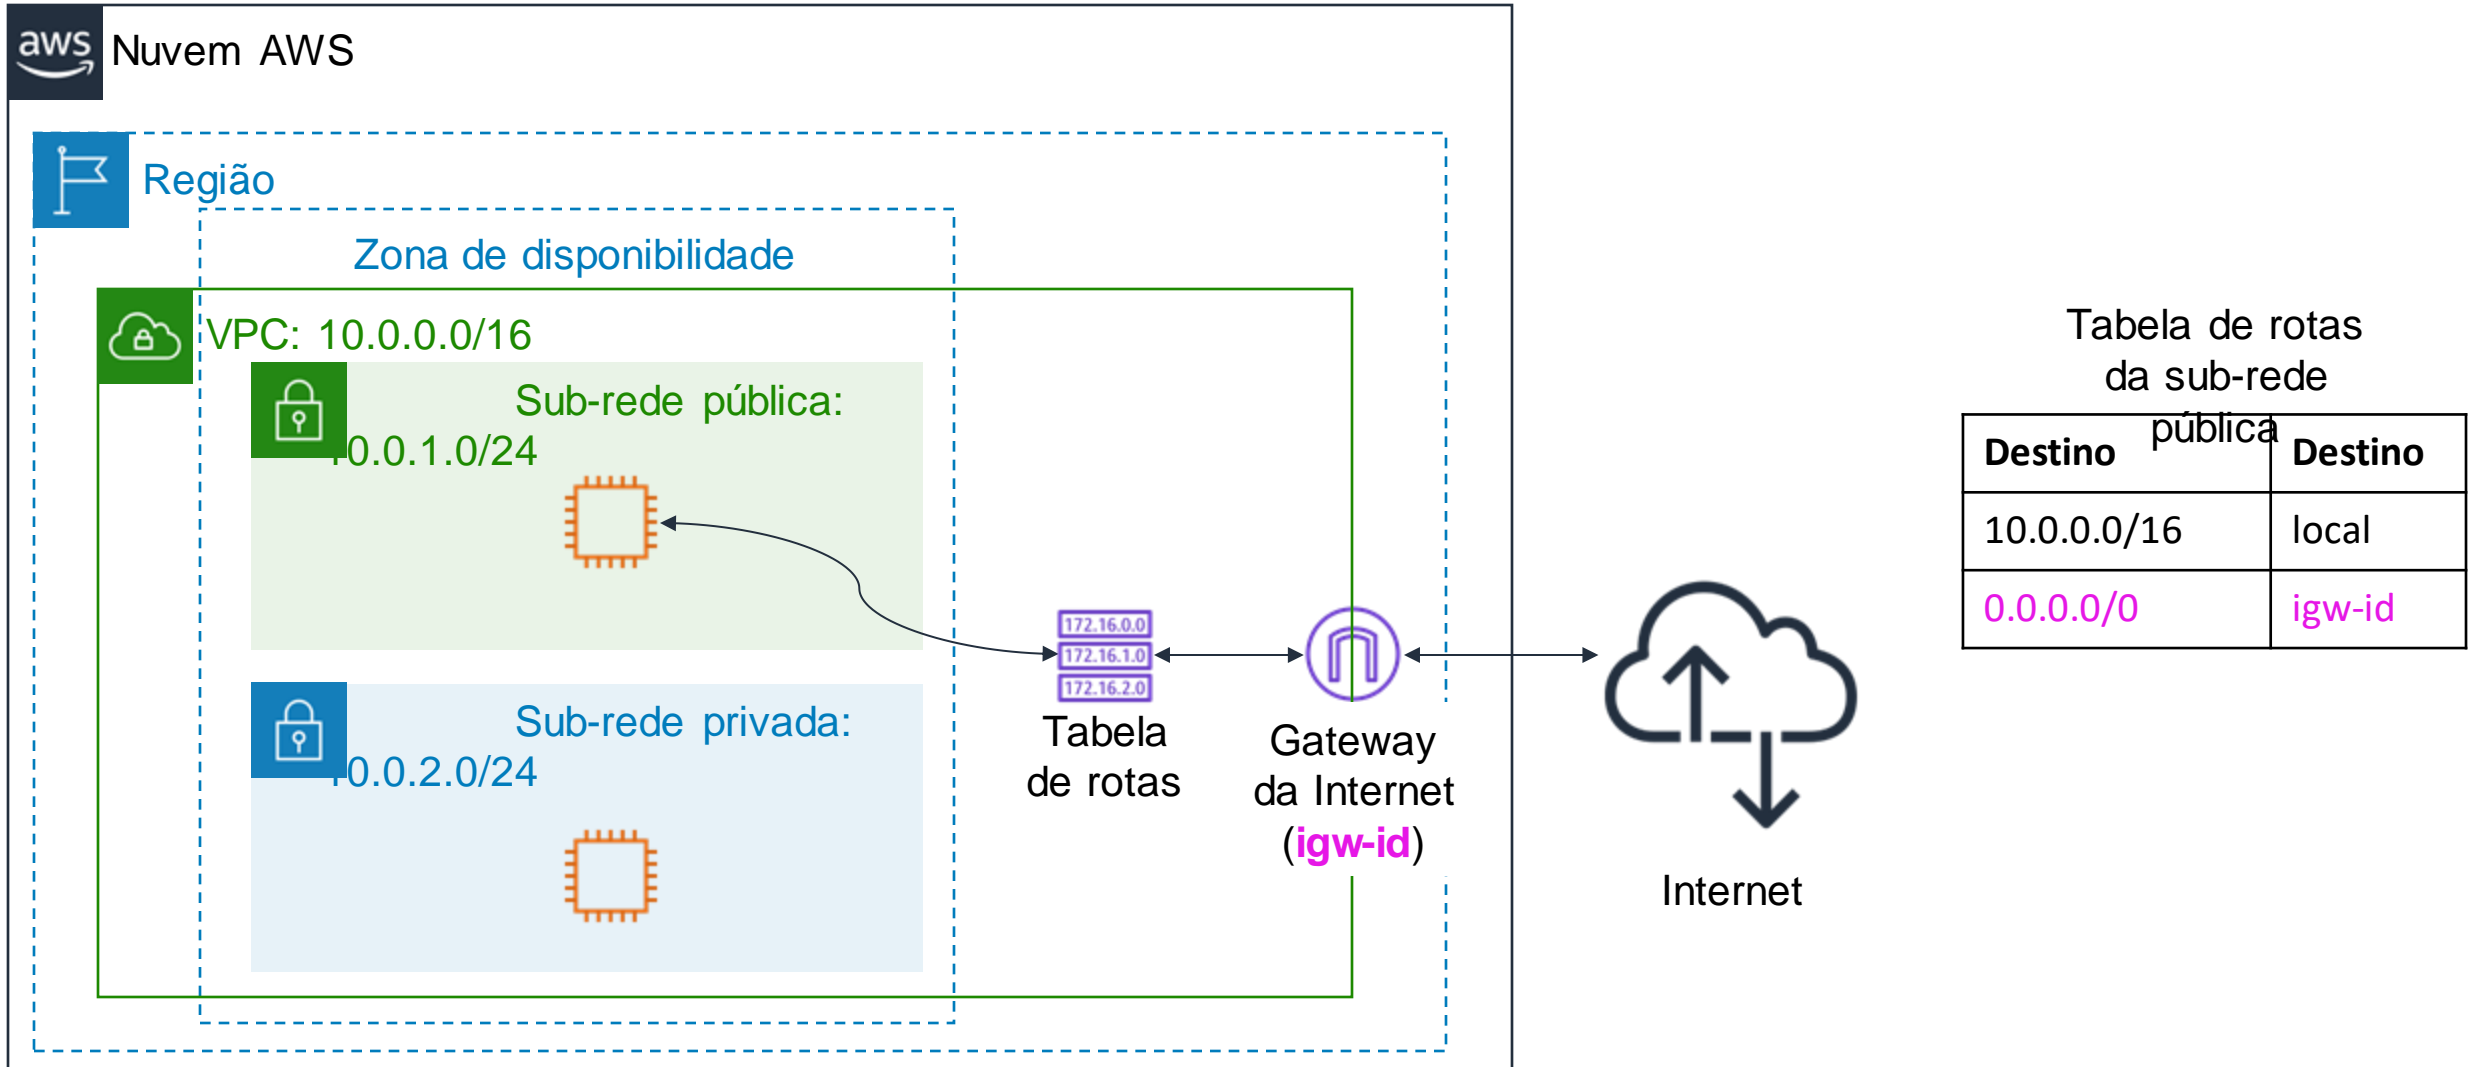 aws
Nuvem AWS
Região
Zona de disponibilidade
VPC: 10.0.0.0/16
Sub-rede pública:
10.0.1.0/24
Sub-rede privada:
10.0.2.0/24
172.16.0.0
172.16.1.0
172.16.2.0
Tabela
de rotas
Gateway
da Internet
(igw-id)
Internet
Tabela de rotas
da sub-rede
pública
Destino Destino
10.0.0.0/16 local
0.0.0.0/0 igw-id